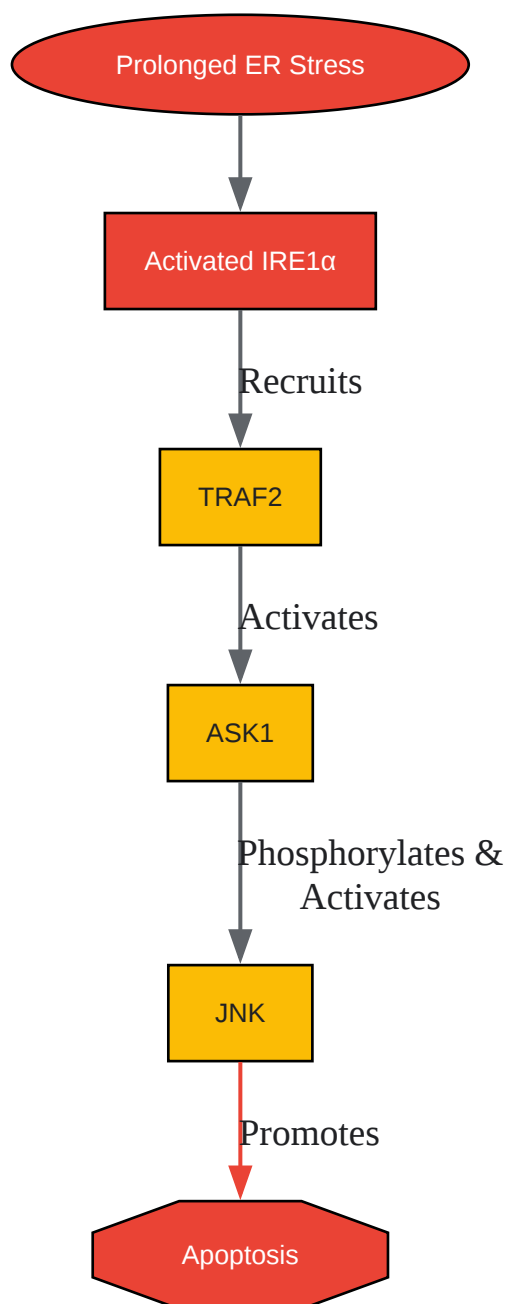 Prolonged ER Stress
Activated IRE1α
Recruits
TRAF2
Activates
ASK1
Phosphorylates &
Activates
JNK
Promotes
Apoptosis